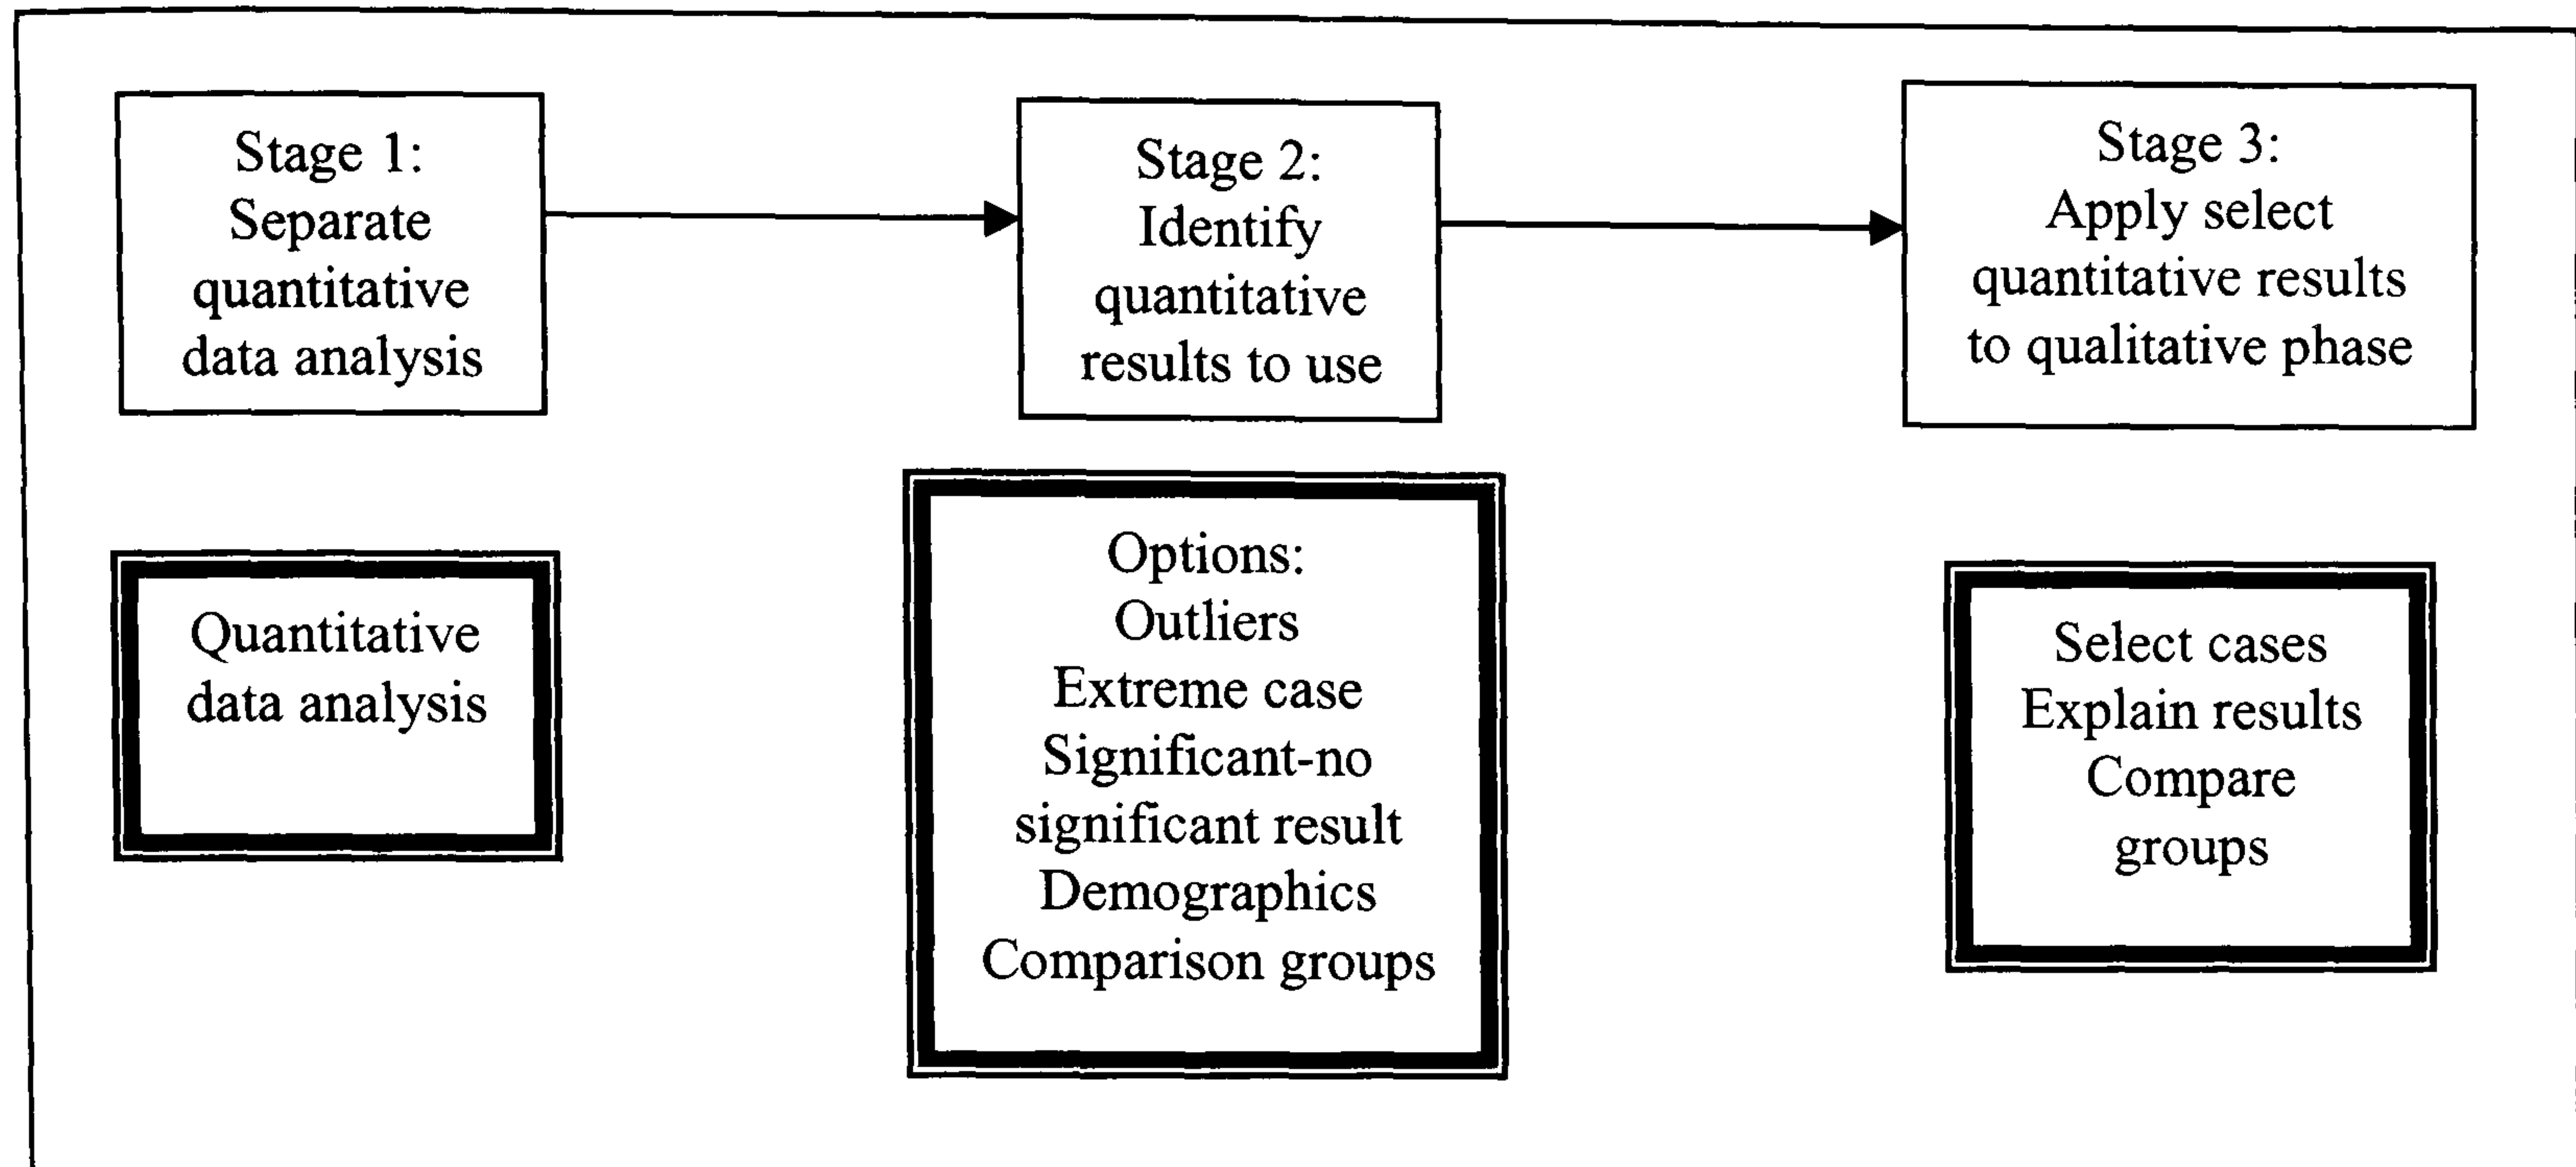 Stage 1:
Separate
quantitative
data analysis
Stage 2:
Identify
quantitative
results to use
Stage 3:
Apply select
quantitative results
to qualitative phase
Quantitative
data analysis
Options:
Outliers
Extreme case
Significant-no
significant result
Demographics
Comparison groups
Select cases
Explain results
Compare
groups